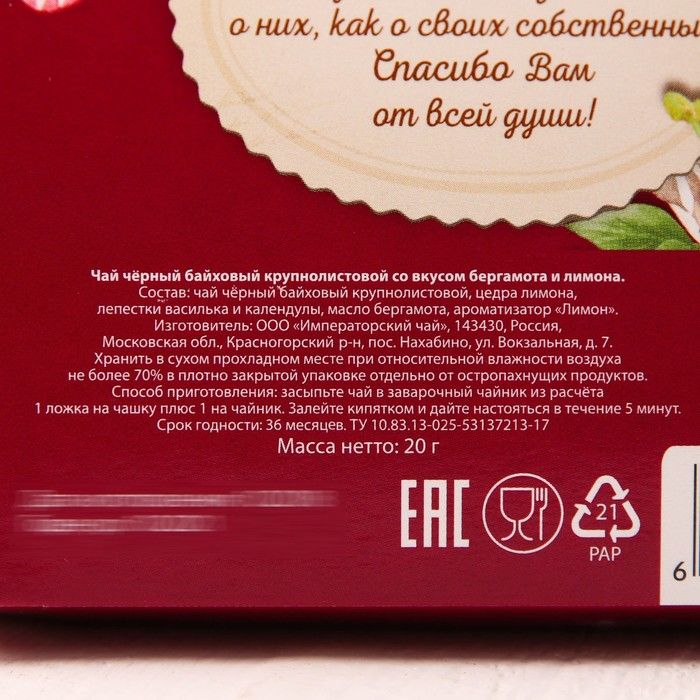 о них, как о своих
Спасибо Вам
от всей души!
Чай чёрный байховый крупнолистовой со вкусом бергамота и лимона.
Состав: чай чёрный байховый крупнолистовой, цедра лимона,
лепестки василька и календулы, масло бергамота, ароматизатор «Лимон».
Изготовитель: ООО «Императорский чай», 143430, Россия,
Московская обл., Красногорский р-н, пос. Нахабино, ул. Вокзальная, д. 7.
Хранить в сухом прохладном месте при относительной влажности воздуха
не более 70% в плотно закрытой упаковке отдельно от остропахнущих продуктов.
Способ приготовления: засыпьте чай в заварочный чайник из расчёта
1 ложка на чашку плюс 1 на чайник. Залейте кипятком и дайте настояться в течение 5 минут.
Срок годности: 36 месяцев. ТУ 10.83.13-025-53137213-17
Масса нетто: 20 г
EAC
21
PAP
6